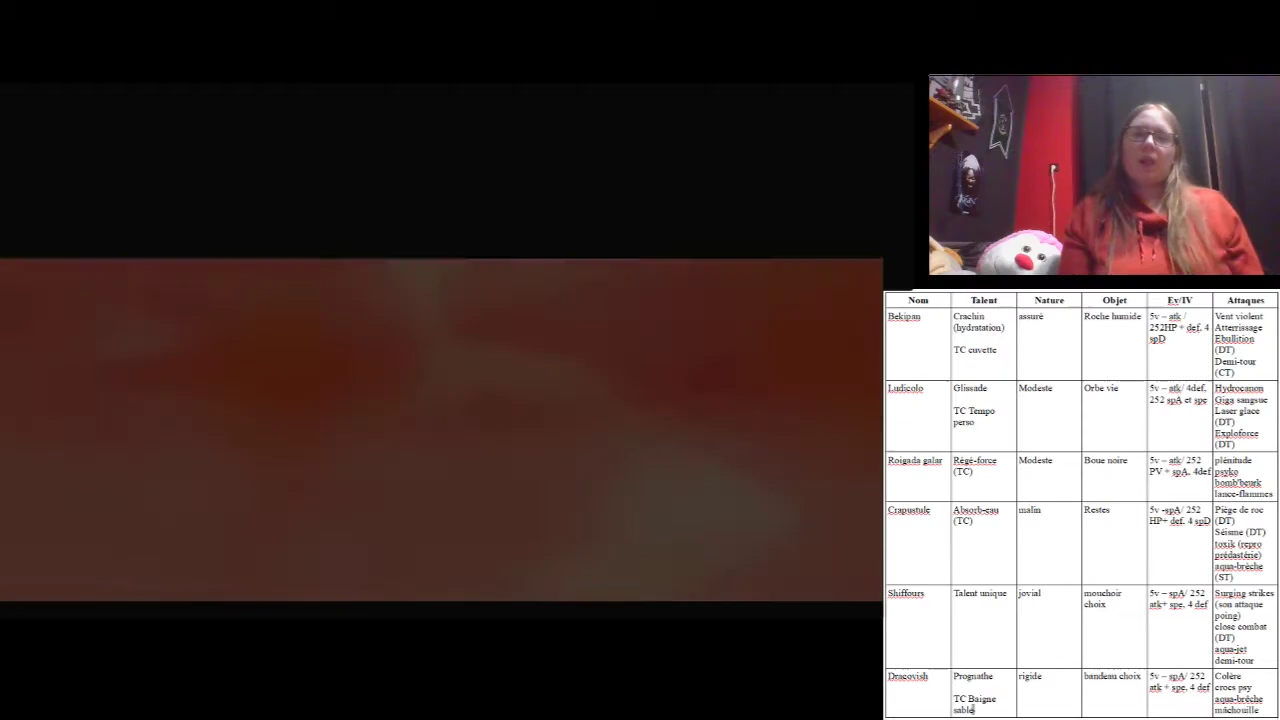 Nom Talent Nature Objet Ev/IV Attaques
Bekipan Crachin assuré Roche humide 5v – atk / Vent violent
(hydratation) 252HP + def, 4 Atterrissage
spD Ebullition
TC cuvette (DT)
Demi-tour
(CT)
Ludicolo Glissade Modeste Orbe vie 5v – atk/ 4def, Hydrocanon
252 spA et spe Giga sangsue
TC Tempo Laser glace
perso (DT)
Exploforce
(DT)
Roigada galar Régé-force Modeste Boue noire 5v – atk/ 252 plénitude
(TC) PV + spA, 4def psyko
bomb'beurk
lance-flammes
Crapustule Absorb-eau malin Restes 5v -spA/ 252 Piège de roc
(TC) HP+ def, 4 spD (DT)
Séisme (DT)
toxik (repro
prédastérie)
aqua-brèche
(ST)
Shiffours Talent unique jovial mouchoir 5v – spA/ 252 Surging strikes
choix atk+ spe, 4 def (son attaque
poing)
close combat
(DT)
aqua-jet
demi-tour
Dracovish Prognathe rigide bandeau choix 5v – spA/ 252 Colère
atk + spe, 4 def crocs psy
TC Baigne aqua-brèche
sable mâchouille